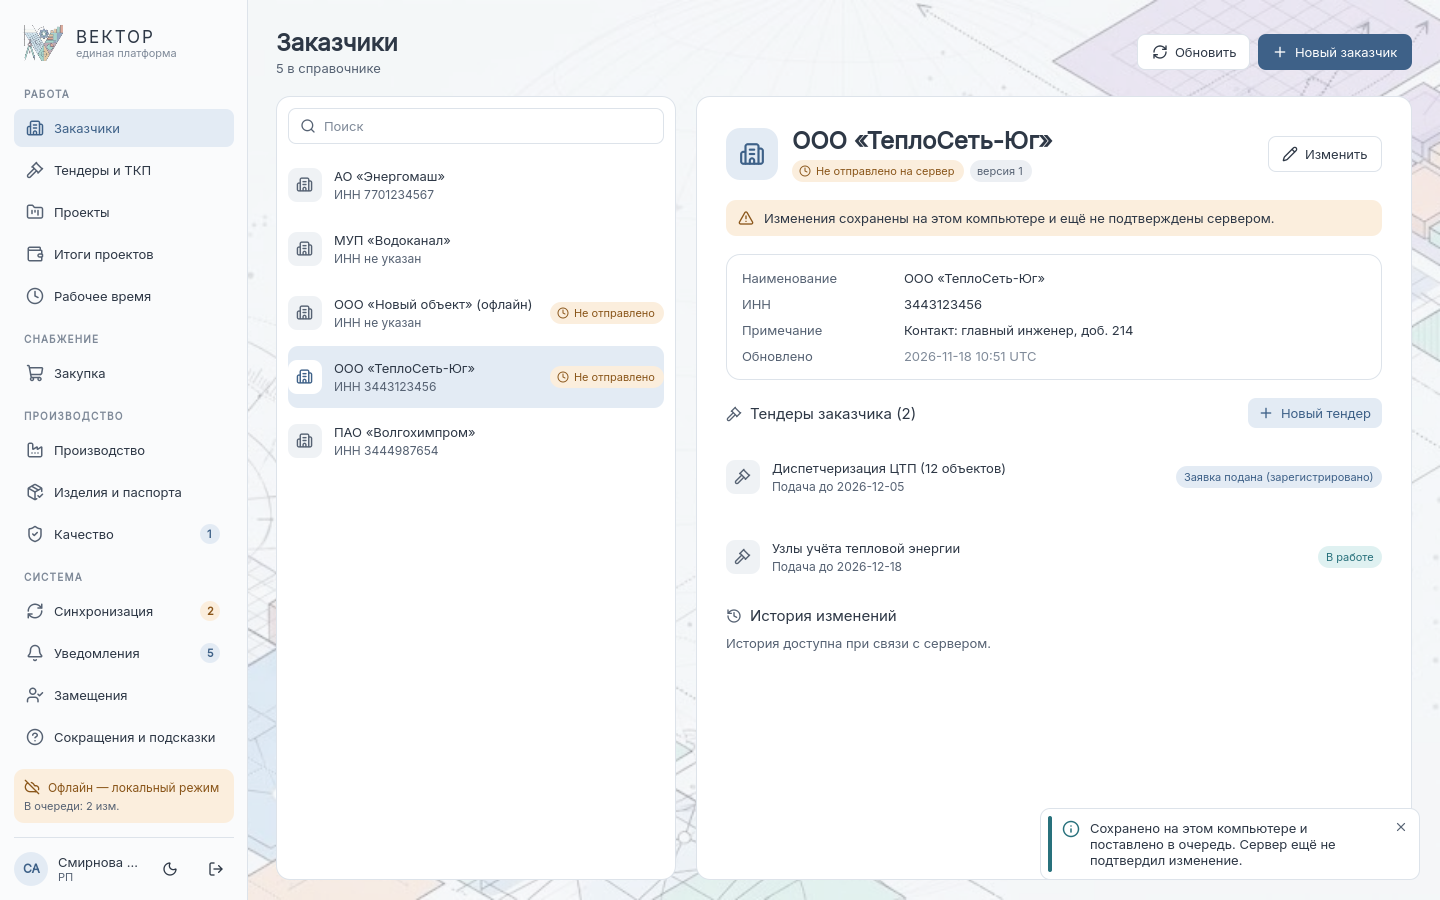 ВЕКТОР
единая платформа
РАБОТА
Заказчики
Тендеры и ТКП
Проекты
Итоги проектов
Рабочее время
СНАБЖЕНИЕ
Закупка
ПРОИЗВОДСТВО
Производство
Изделия и паспорта
Качество 1
СИСТЕМА
Синхронизация 2
Уведомления 5
Замещения
Сокращения и подсказки
Офлайн — локальный режим
В очереди: 2 изм.
СА
Смирнова ...
РП
Заказчики
5 в справочнике
Обновить
Новый заказчик
Поиск
АО «Энергомаш»
ИНН 7701234567
МУП «Водоканал»
ИНН не указан
ООО «Новый объект» (офлайн)
ИНН не указан
Не отправлено
ООО «ТеплоСеть-Юг»
ИНН 3443123456
Не отправлено
ПАО «Волгохимпром»
ИНН 3444987654
ООО «ТеплоСеть-Юг»
Не отправлено на сервер
версия 1
Изменить
Изменения сохранены на этом компьютере и ещё не подтверждены сервером.
Наименование ООО «ТеплоСеть-Юг»
ИНН 3443123456
Примечание Контакт: главный инженер, доб. 214
Обновлено 2026-11-18 10:51 UTC
Тендеры заказчика (2)
Новый тендер
Диспетчеризация ЦТП (12 объектов)
Подача до 2026-12-05
Заявка подана (зарегистрировано)
Узлы учёта тепловой энергии
Подача до 2026-12-18
В работе
История изменений
История доступна при связи с сервером.
Сохранено на этом компьютере и
поставлено в очередь. Сервер ещё не
подтвердил изменение.